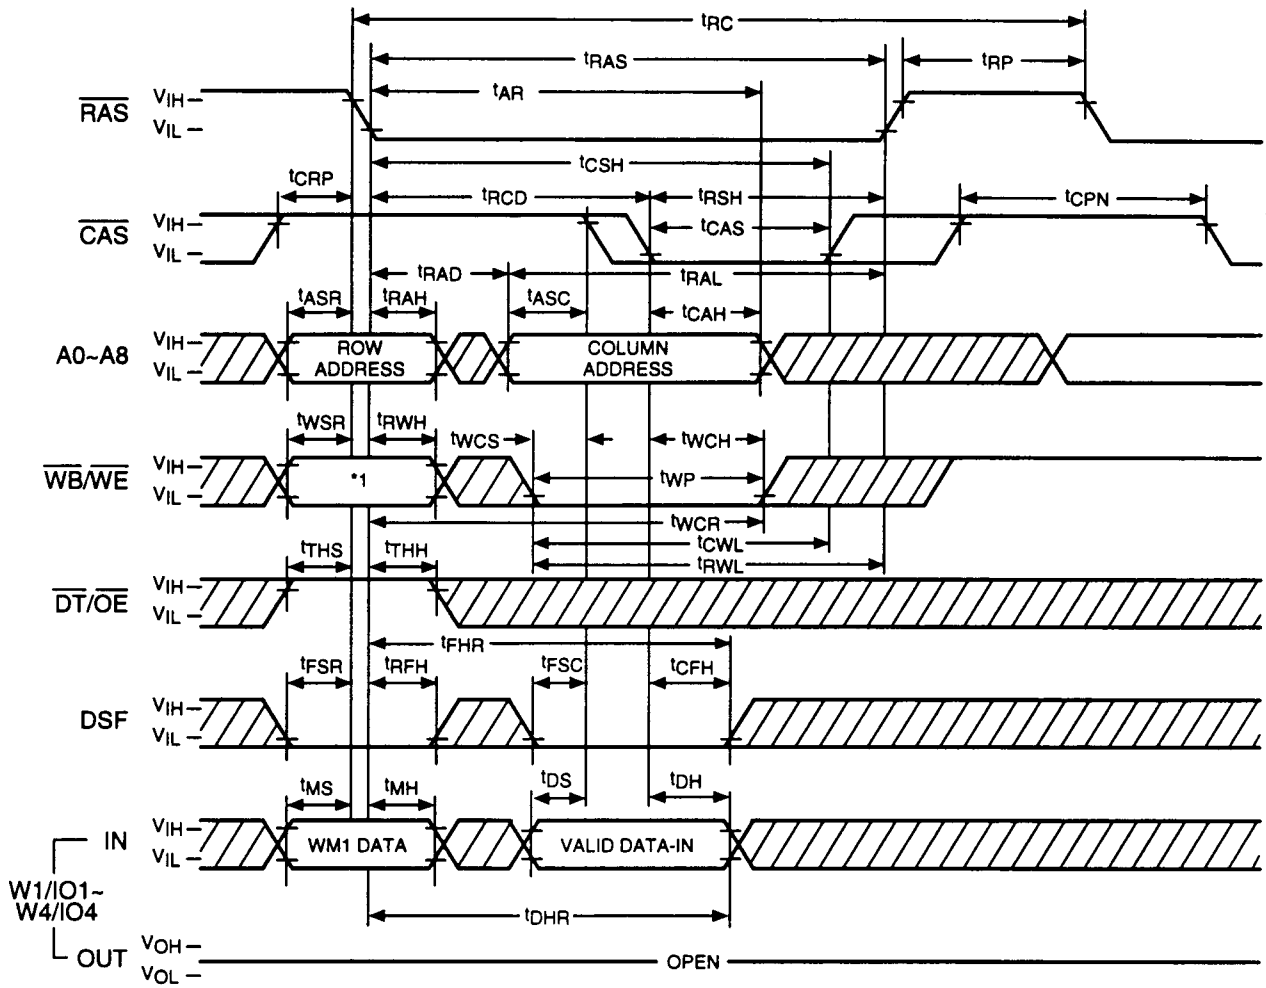 tRC
tRAS
tRP
tAR
RAS
VIH
VIL
tCSH
tCRP
tRCD
tRSH
tCPN
CAS
VIH
VIL
tCAS
tRAD
tRAL
tASR
tRAH
tASC
tCAH
A0~A8
VIH
VIL
ROW
ADDRESS
COLUMN
ADDRESS
tWSR
tRWH
tWCS
tWCH
WB/WE
VIH
VIL
*1
tWP
tWCR
tCWL
tRWL
tTHS
tTHH
DT/OE
VIH
VIL
tFHR
tFSR
tRFH
tFSC
tCFH
DSF
VIH
VIL
tMS
tMH
tDS
tDH
IN
VIH
VIL
WM1 DATA
VALID DATA-IN
W1/IO1~
W4/IO4
tDHR
OUT
VOH
VOL
OPEN